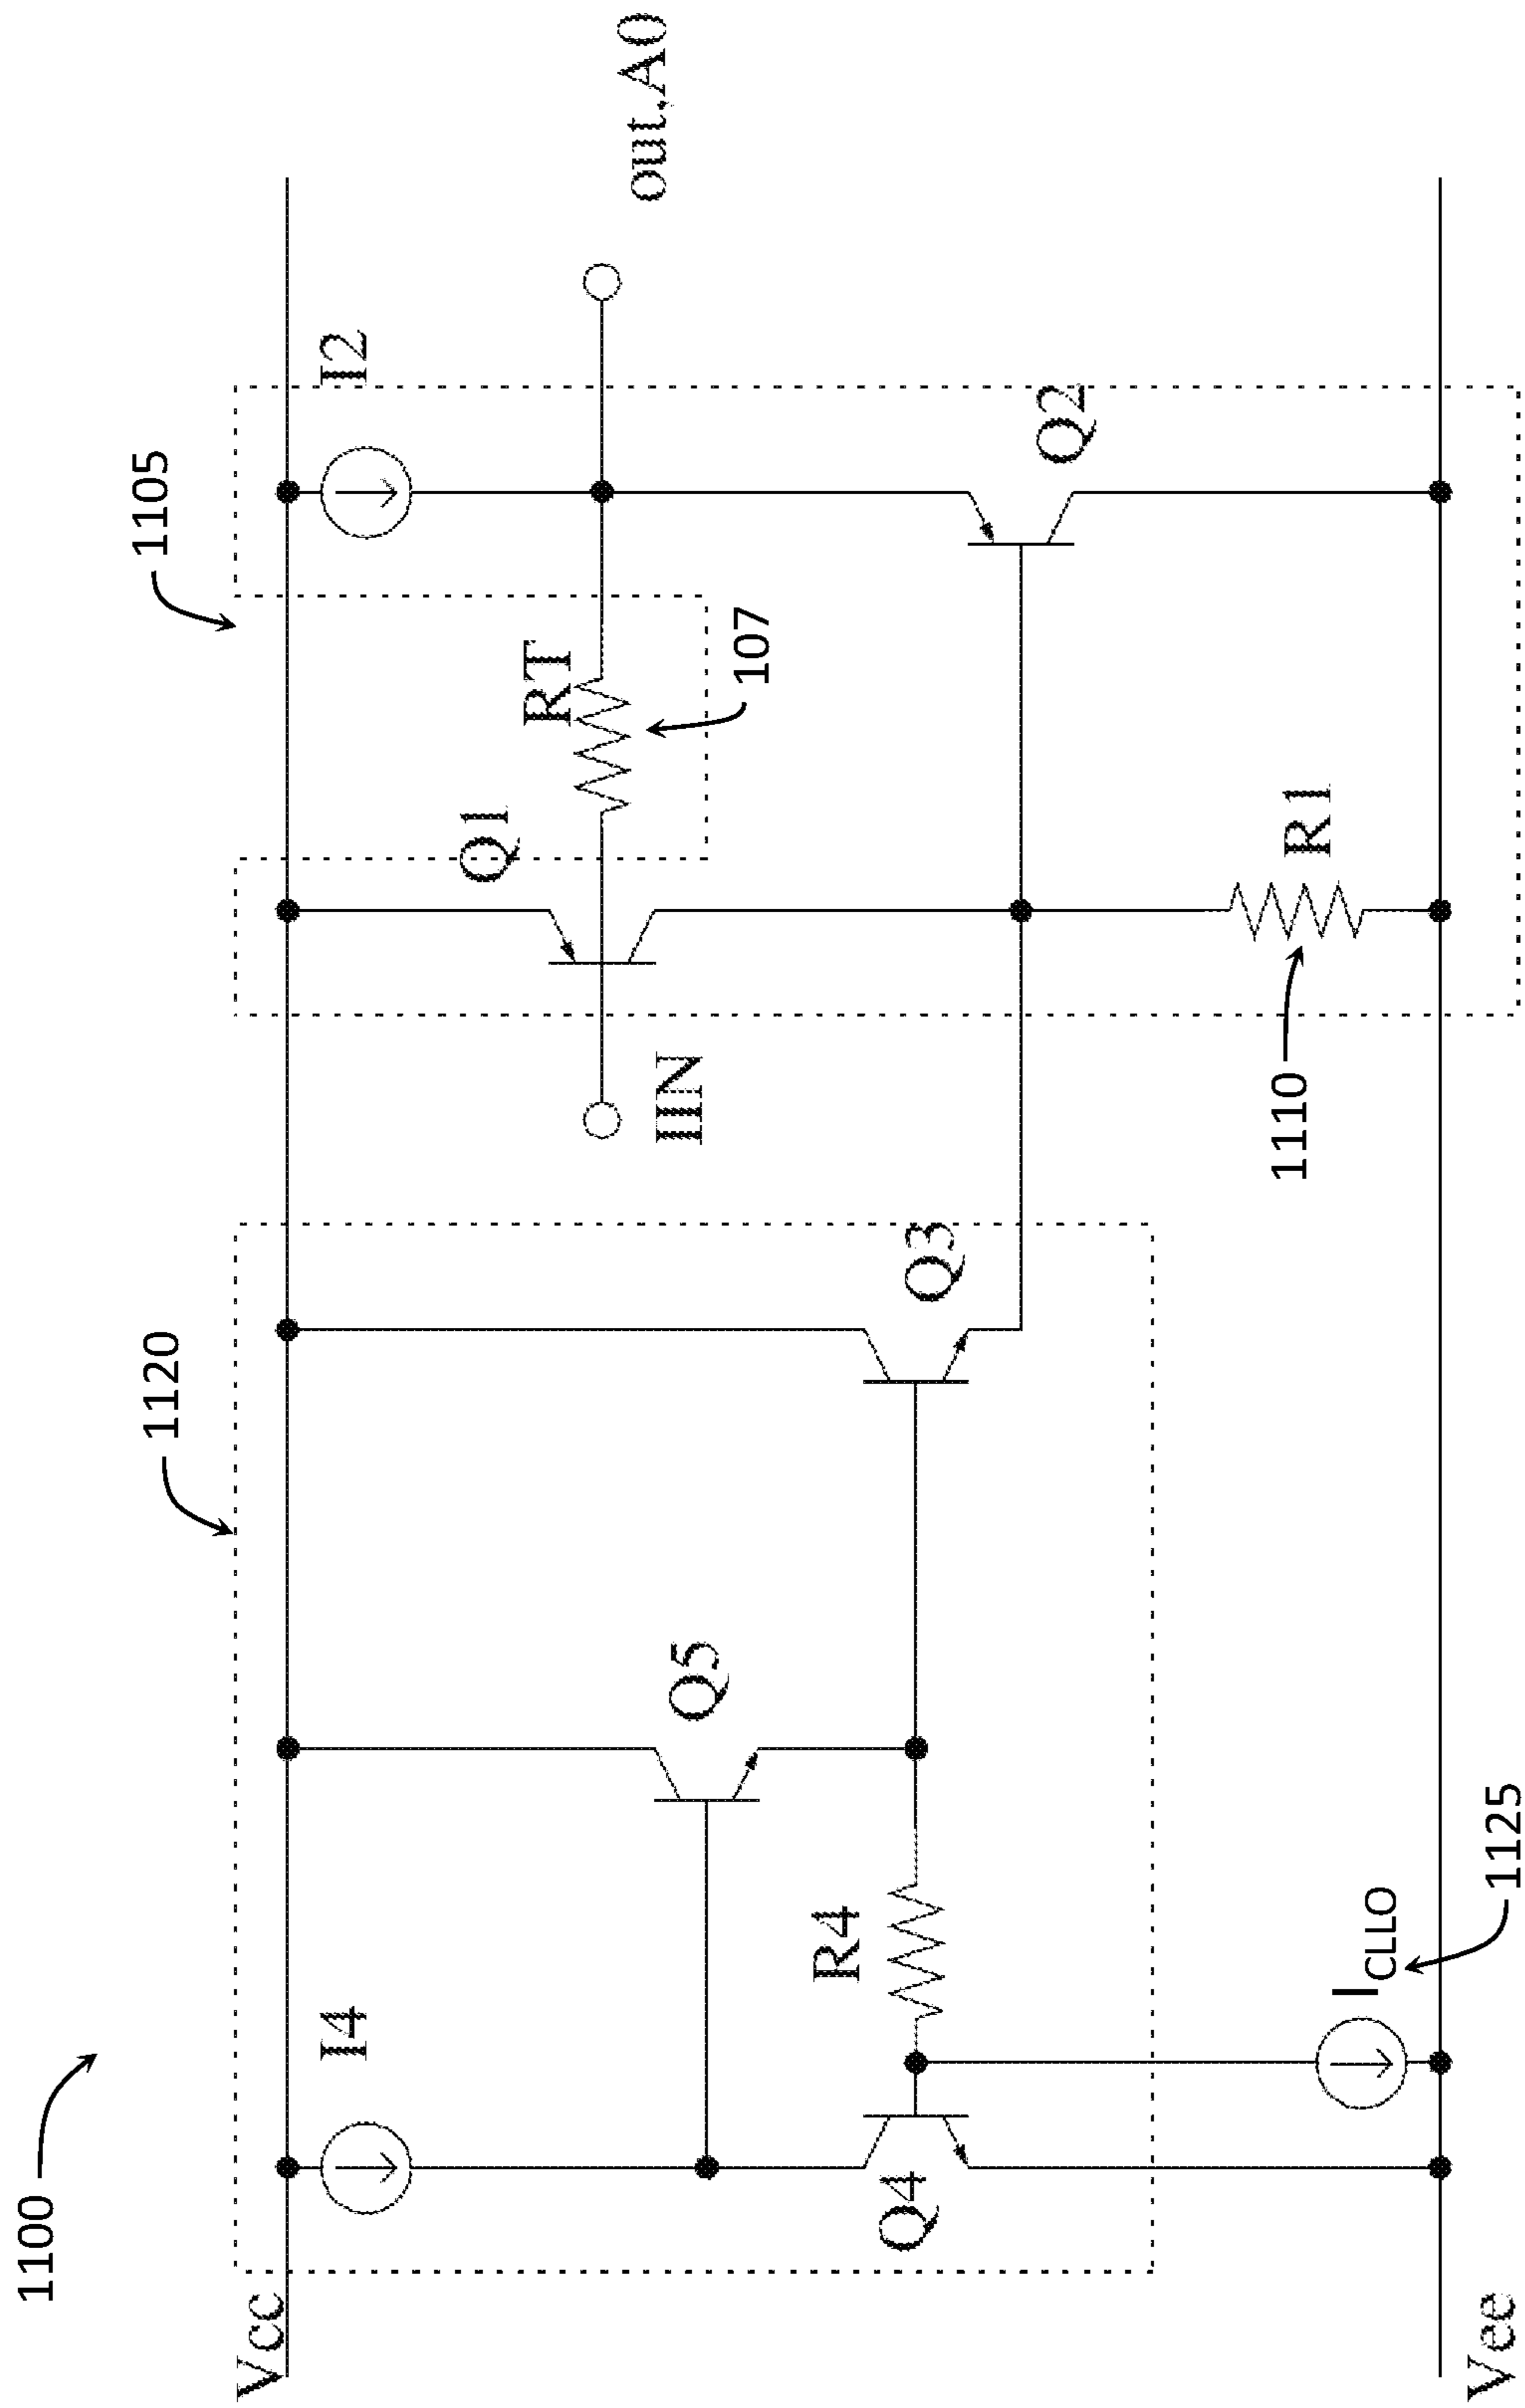 1100
1120
1105
Vcc
I4
I2
Q5
Q1
RT
107
out,A0
IIN
Q4
R4
Q3
Q2
1110
R1
ICLLO
1125
Vee